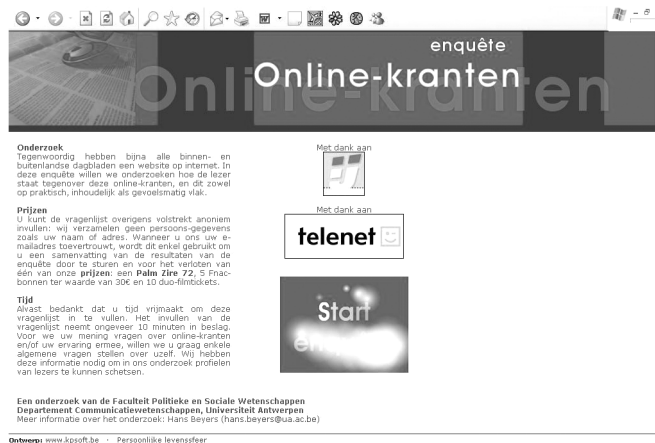 enquête
Online-kranten
Online-kranten
Onderzoek
Tegenwoordig hebben bijna alle binnen- en
buitenlandse dagbladen een website op internet. In
deze enquête willen we onderzoeken hoe de lezer
staat tegenover deze online-kranten, en dit zowel
op praktisch, inhoudelijk als gevoelsmatig vlak.
Prijzen
U kunt de vragenlijst overigens volstrekt anoniem
invullen: wij verzamelen geen persoons-gegevens
zoals uw naam of adres. Wanneer u ons uw e-
mailadres toevertrouwt, wordt dit enkel gebruikt om
u een samenvatting van de resultaten van de
enquête door te sturen en voor het verloten van
één van onze prijzen: een Palm Zire 72, 5 Fnac-
bonnen ter waarde van 30€ en 10 duo-filmtickets.
Tijd
Alvast bedankt dat u tijd vrijmaakt om deze
vragenlijst in te vullen. Het invullen van de
vragenlijst neemt ongeveer 10 minuten in beslag.
Voor we uw mening vragen over online-kranten
en/of uw ervaring ermee, willen we u graag enkele
algemene vragen stellen over uzelf. Wij hebben
deze informatie nodig om in ons onderzoek profielen
van lezers te kunnen schetsen.
Met dank aan
Met dank aan
telenet
Start
enquête
Een onderzoek van de Faculteit Politieke en Sociale Wetenschappen
Departement Communicatiewetenschappen, Universiteit Antwerpen
Meer informatie over het onderzoek: Hans Beyers (hans.beyers@ua.ac.be)
Ontwerp: www.kpsoft.be · Persoonlijke levenssfeer